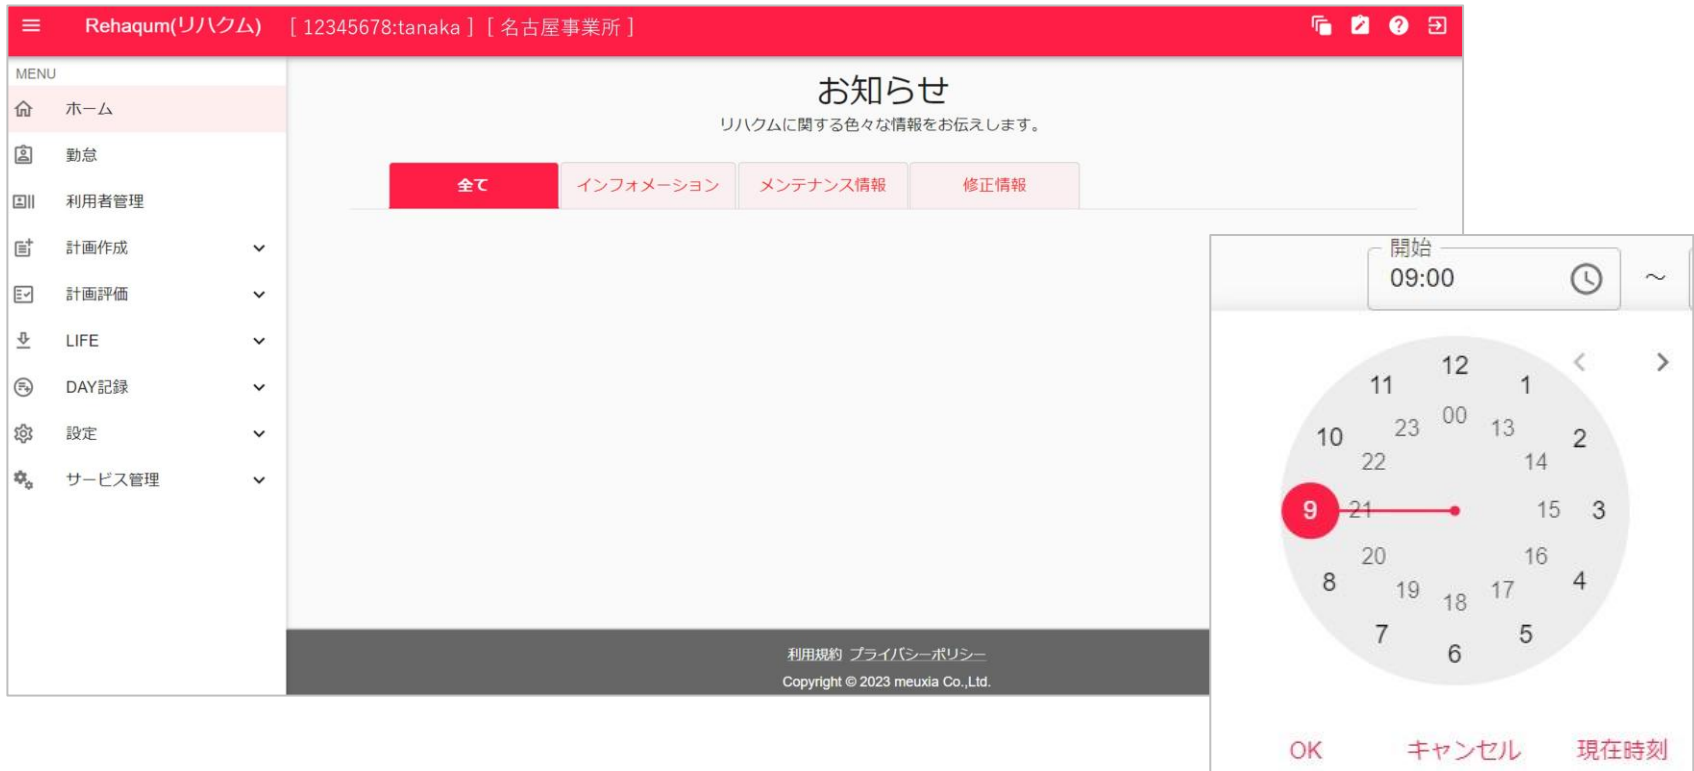 Rehaqum(リハクム) [ 12345678:tanaka ] [ 名古屋事業所 ]
MENU
ホーム
勤怠
利用者管理
計画作成
計画評価
LIFE
DAY記録
設定
サービス管理
お知らせ
リハクムに関する色々な情報をお伝えします。
全て インフォメーション メンテナンス情報 修正情報
利用規約 プライバシーポリシー
Copyright © 2023 meuxia Co.,Ltd.
開始
09:00 ～
12
11 1
00
23 13
10 2
22 14
9 21 15 3
20 16
8 4
19 17
18
7 5
6
OK キャンセル 現在時刻